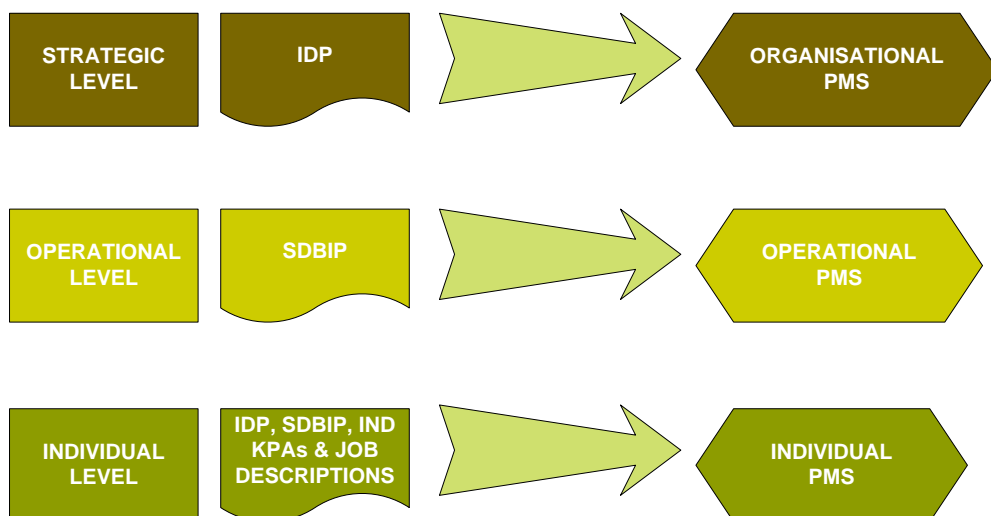 STRATEGIC
LEVEL
IDP
ORGANISATIONAL
PMS
OPERATIONAL
LEVEL
SDBIP
OPERATIONAL
PMS
INDIVIDUAL
LEVEL
IDP, SDBIP, IND
KPAs & JOB
DESCRIPTIONS
INDIVIDUAL
PMS